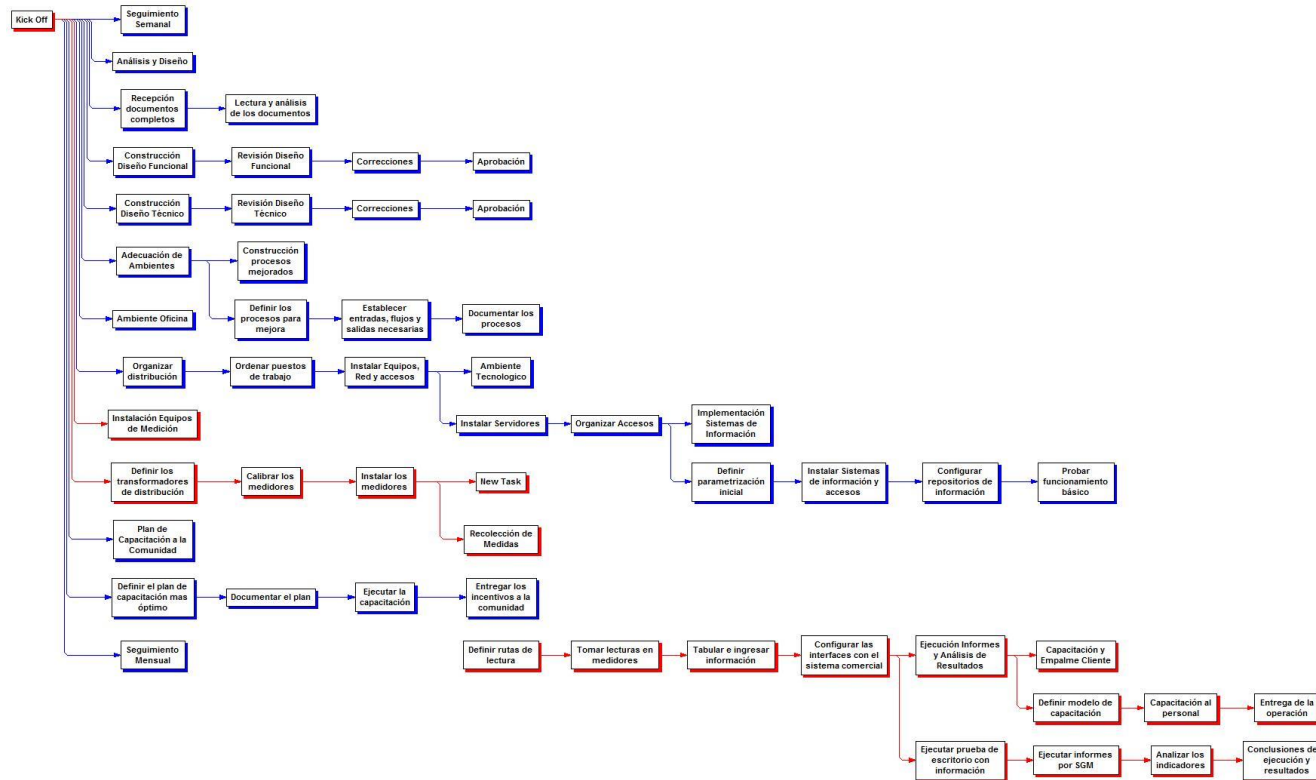 Kick Off
Seguimiento
Semanal
Análisis y Diseño
Recepción
documentos
completos
Lectura y análisis
de los documentos
Construcción
Diseño Funcional
Revisión Diseño
Funcional
Correcciones
Aprobación
Construcción
Diseño Técnico
Revisión Diseño
Técnico
Correcciones
Aprobación
Adecuación de
Ambientes
Construcción
procesos
mejorados
Ambiente Oficina
Definir los
procesos para
mejora
Establecer
entradas, flujos y
salidas necesarias
Documentar los
procesos
Organizar
distribución
Ordenar puestos
de trabajo
Instalar Equipos,
Red y accesos
Ambiente
Tecnologico
Instalación Equipos
de Medición
Instalar Servidores
Organizar Accesos
Implementación
Sistemas de
Información
Definir los
transformadores
de distribución
Calibrar los
medidores
Instalar los
medidores
New Task
Definir
parametrización
inicial
Instalar Sistemas
de información y
accesos
Configurar
repositorios de
información
Probar
funcionamiento
básico
Plan de
Capacitación a la
Comunidad
Recolección de
Medidas
Definir el plan de
capacitación mas
óptimo
Documentar el plan
Ejecutar la
capacitación
Entregar los
incentivos a la
comunidad
Seguimiento
Mensual
Definir rutas de
lectura
Tomar lecturas en
medidores
Tabular e ingresar
información
Configurar las
interfaces con el
sistema comercial
Ejecución Informes
y Análisis de
Resultados
Capacitación y
Empalme Cliente
Definir modelo de
capacitación
Capacitación al
personal
Entrega de la
operación
Ejecutar prueba de
escritorio con
información
Ejecutar informes
por SGM
Analizar los
indicadores
Conclusiones de
ejecución y
resultados